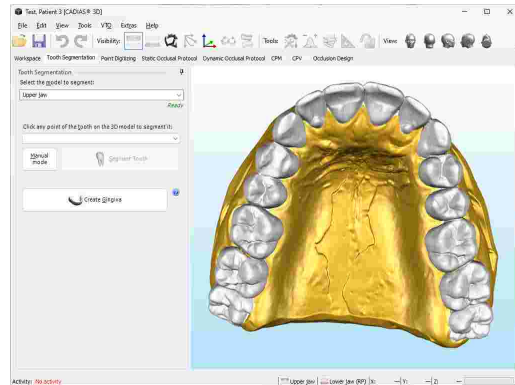 Test, Patient 3 [CADIAS® 3D]
File Edit View Tools VTO Extras Help
Visibility: Tools: View:
Workspace Tooth Segmentation Point Digitizing Static Occlusal Protocol Dynamic Occlusal Protocol CPM CPV Occlusion Design
Tooth Segmentation
Select the model to segment:
Upper Jaw
Ready
Click any point of the tooth on the 3D model to segment it:
Manual mode
Segment Tooth
Create Gingiva
Activity: No activity
Upper Jaw Lower Jaw (RP) X: Y: Z: